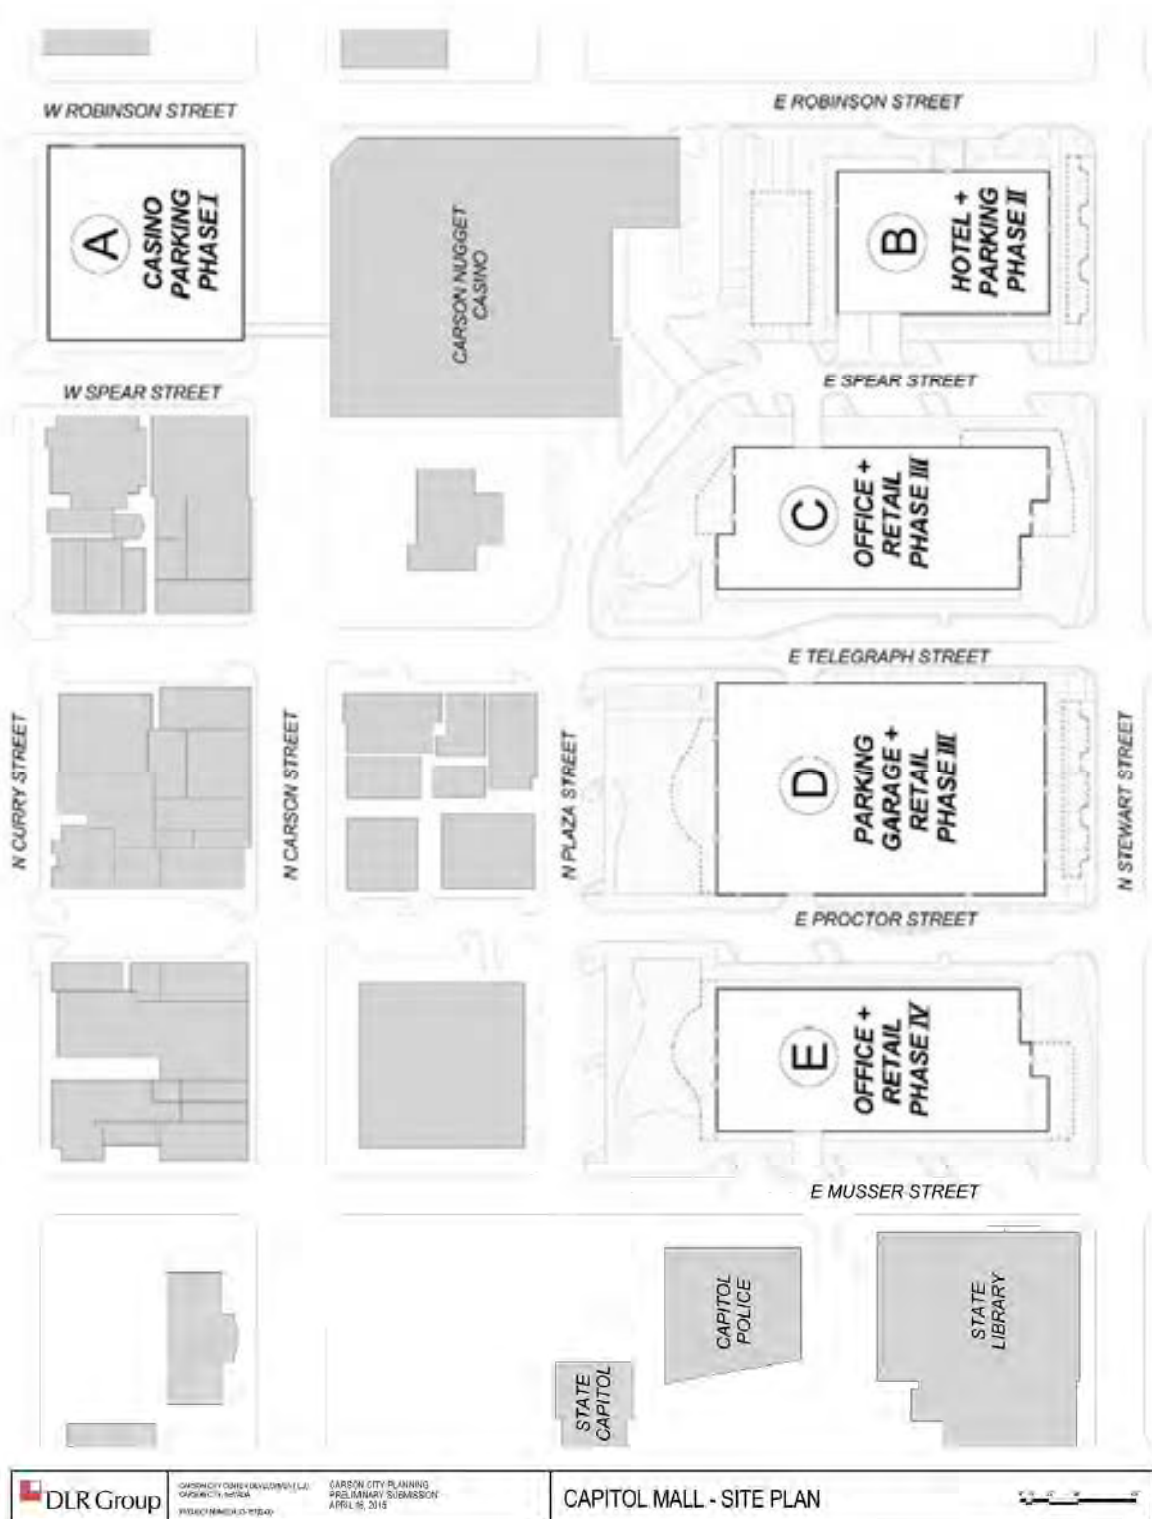 W ROBINSON STREET
E ROBINSON STREET
A
CASINO
PARKING
PHASE I
CARSON NUGGET
CASINO
B
HOTEL +
PARKING
PHASE II
W SPEAR STREET
E SPEAR STREET
C
OFFICE +
RETAIL
PHASE III
E TELEGRAPH STREET
N CURRY STREET
N CARSON STREET
N PLAZA STREET
D
PARKING
GARAGE +
RETAIL
PHASE III
N STEWART STREET
E PROCTOR STREET
E
OFFICE +
RETAIL
PHASE IV
E MUSSER STREET
CAPITOL
POLICE
STATE
LIBRARY
STATE
CAPITOL
DLR Group
CARSON CITY PLANNING
PRELIMINARY SUBMISSION
APRIL 16, 2015
CAPITOL MALL - SITE PLAN